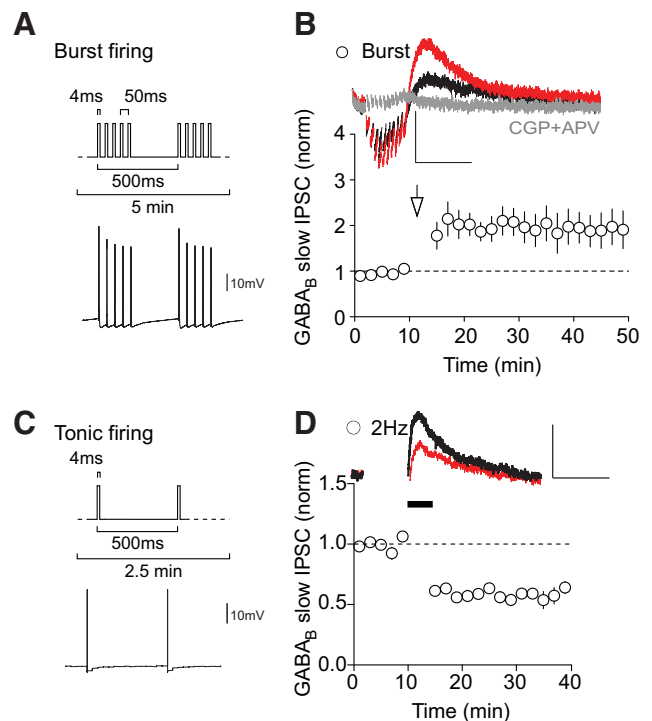 A
Burst firing
4ms
50ms
500ms
5 min
10mV
B
Burst
CGP+APV
GABAB slow IPSC (norm)
4
3
2
1
0
0
10
20
30
40
50
Time (min)
C
Tonic firing
4ms
500ms
2.5 min
10mV
D
2Hz
GABAB slow IPSC (norm)
1.5
1.0
0.5
0.0
0
10
20
30
40
Time (min)